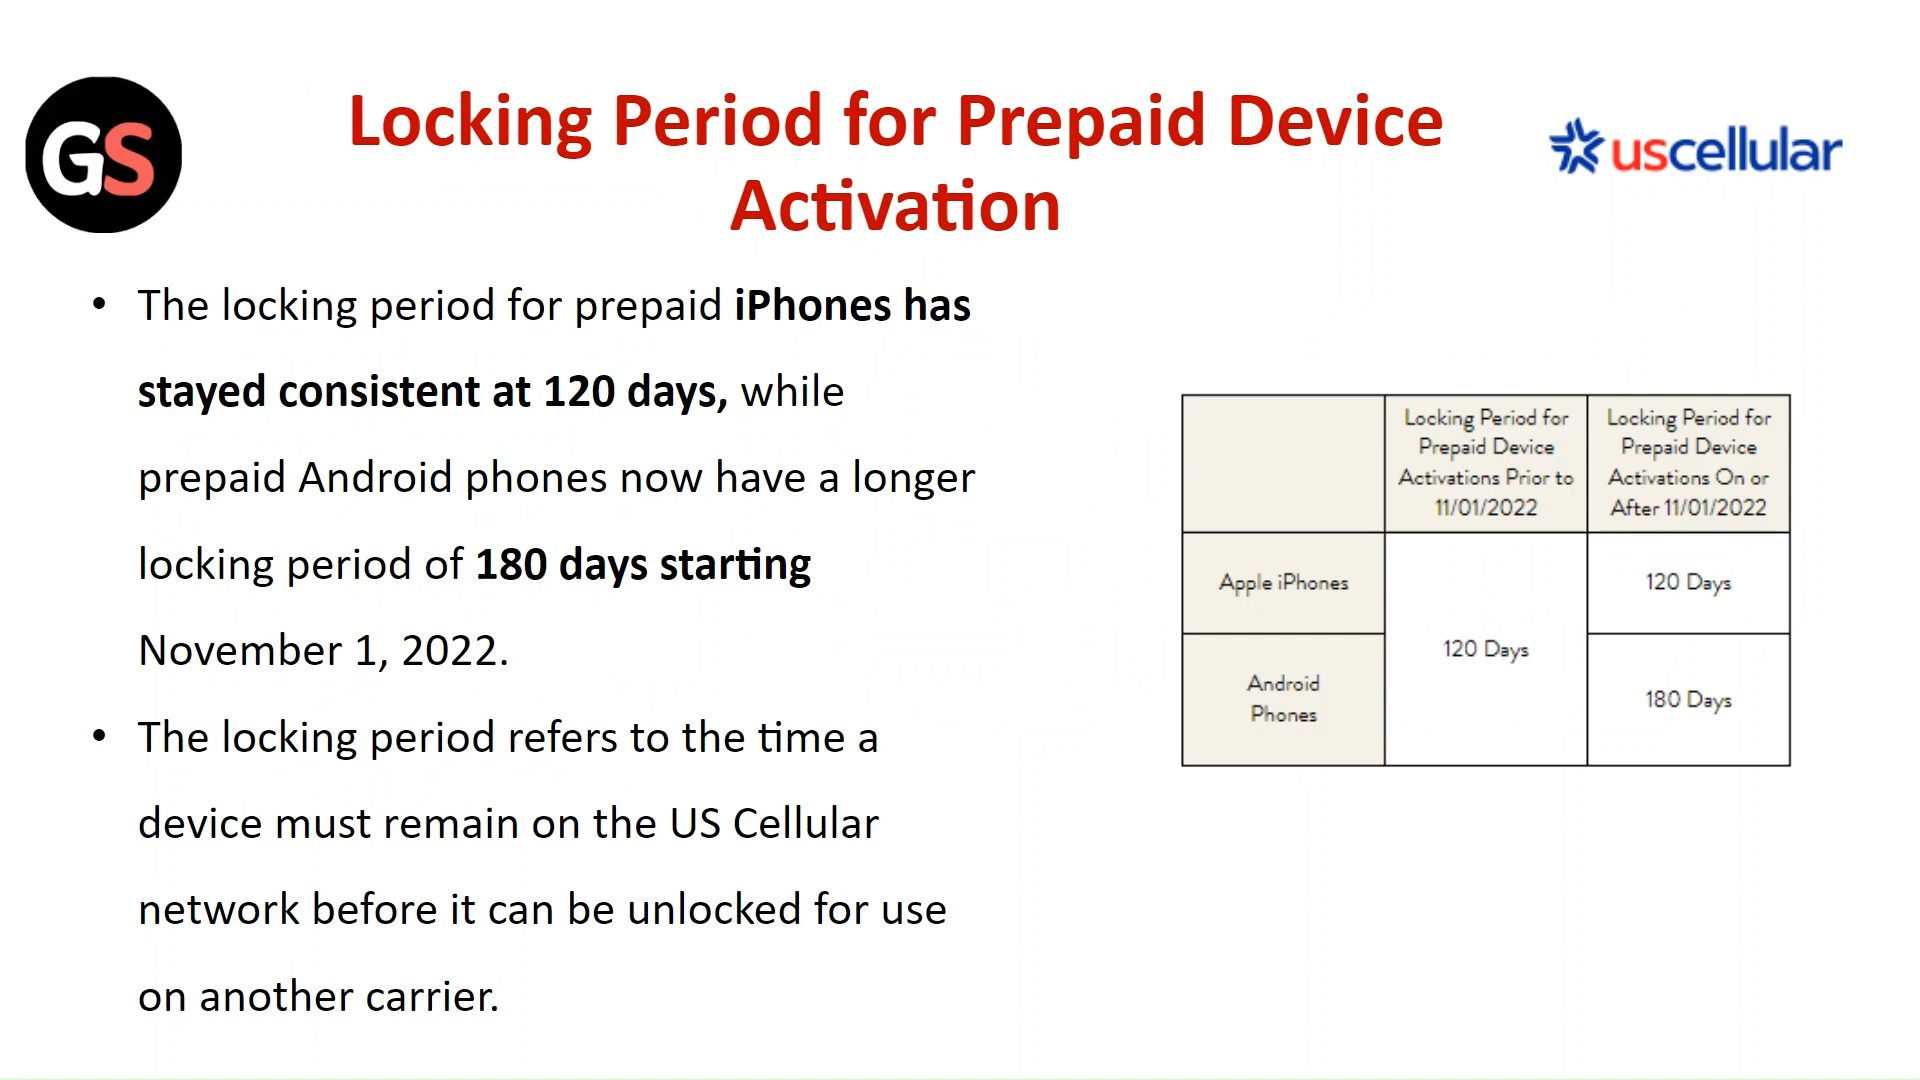 GS
Locking Period for Prepaid Device
Activation
uscellular
• The locking period for prepaid iPhones has
stayed consistent at 120 days, while
prepaid Android phones now have a longer
locking period of 180 days starting
November 1, 2022.
• The locking period refers to the time a
device must remain on the US Cellular
network before it can be unlocked for use
on another carrier.
Locking Period for
Prepaid Device
Activations Prior to
11/01/2022
Locking Period for
Prepaid Device
Activations On or
After 11/01/2022
Apple iPhones
120 Days
120 Days
Android
Phones
180 Days